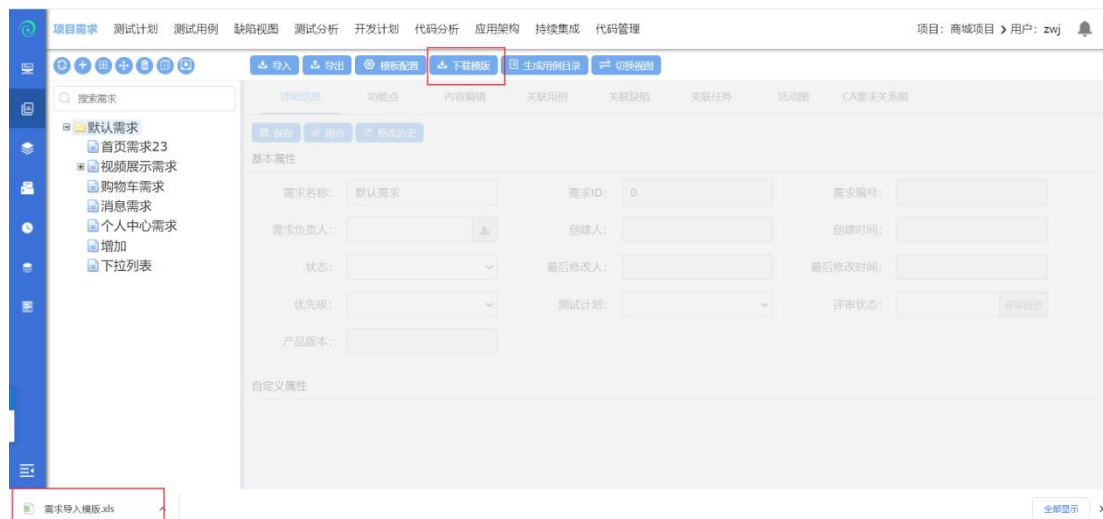 项目需求 测试计划 测试用例 缺陷视图 测试分析 开发计划 代码分析 应用架构 持续集成 代码管理 项目: 商城项目 用户: zwj
导入 导出 模板配置 下载模版 生成用例目录 切换视图
搜索需求
详细信息 功能点 内容编辑 关联用例 关联缺陷 关联任务 活动图 CA需求关系图
默认需求
首页需求23
视频展示需求
购物车需求
消息需求
个人中心需求
增加
下拉列表
保存 附件 修改历史
基本属性
需求名称: 默认需求 需求ID: 0 需求编号:
需求负责人: 创建人: 创建时间:
状态: 最后修改人: 最后修改时间:
优先级: 测试计划: 评审状态: 评审历史
产品版本:
自定义属性
需求导入模版.xls 全部显示